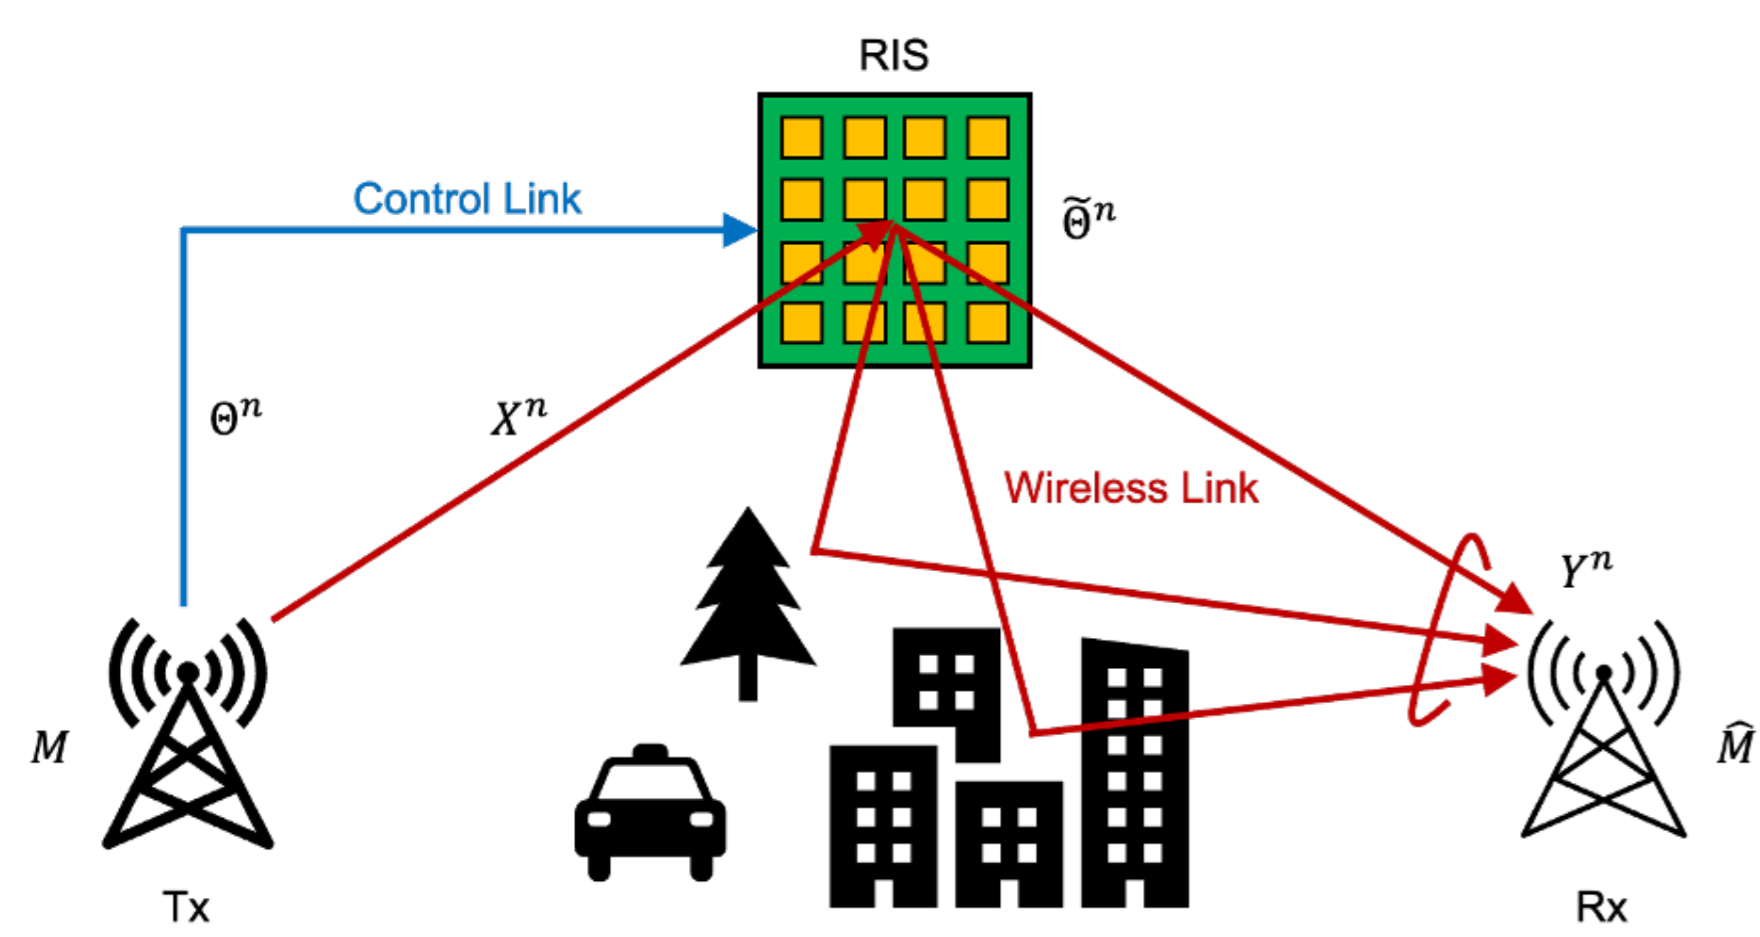 RIS
Control Link
Θ̃ⁿ
Θⁿ
Xⁿ
Wireless Link
Yⁿ
M
M̂
Tx
Rx